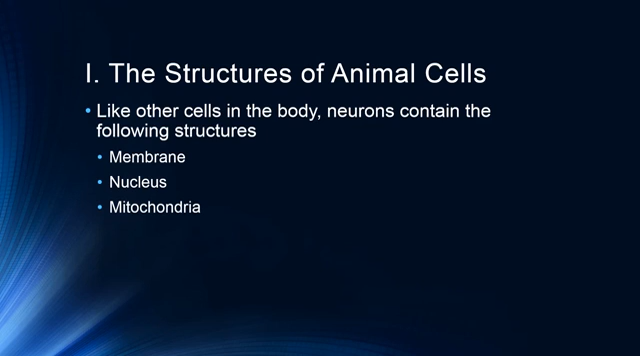 I. The Structures of Animal Cells
• Like other cells in the body, neurons contain the
following structures
• Membrane
• Nucleus
• Mitochondria